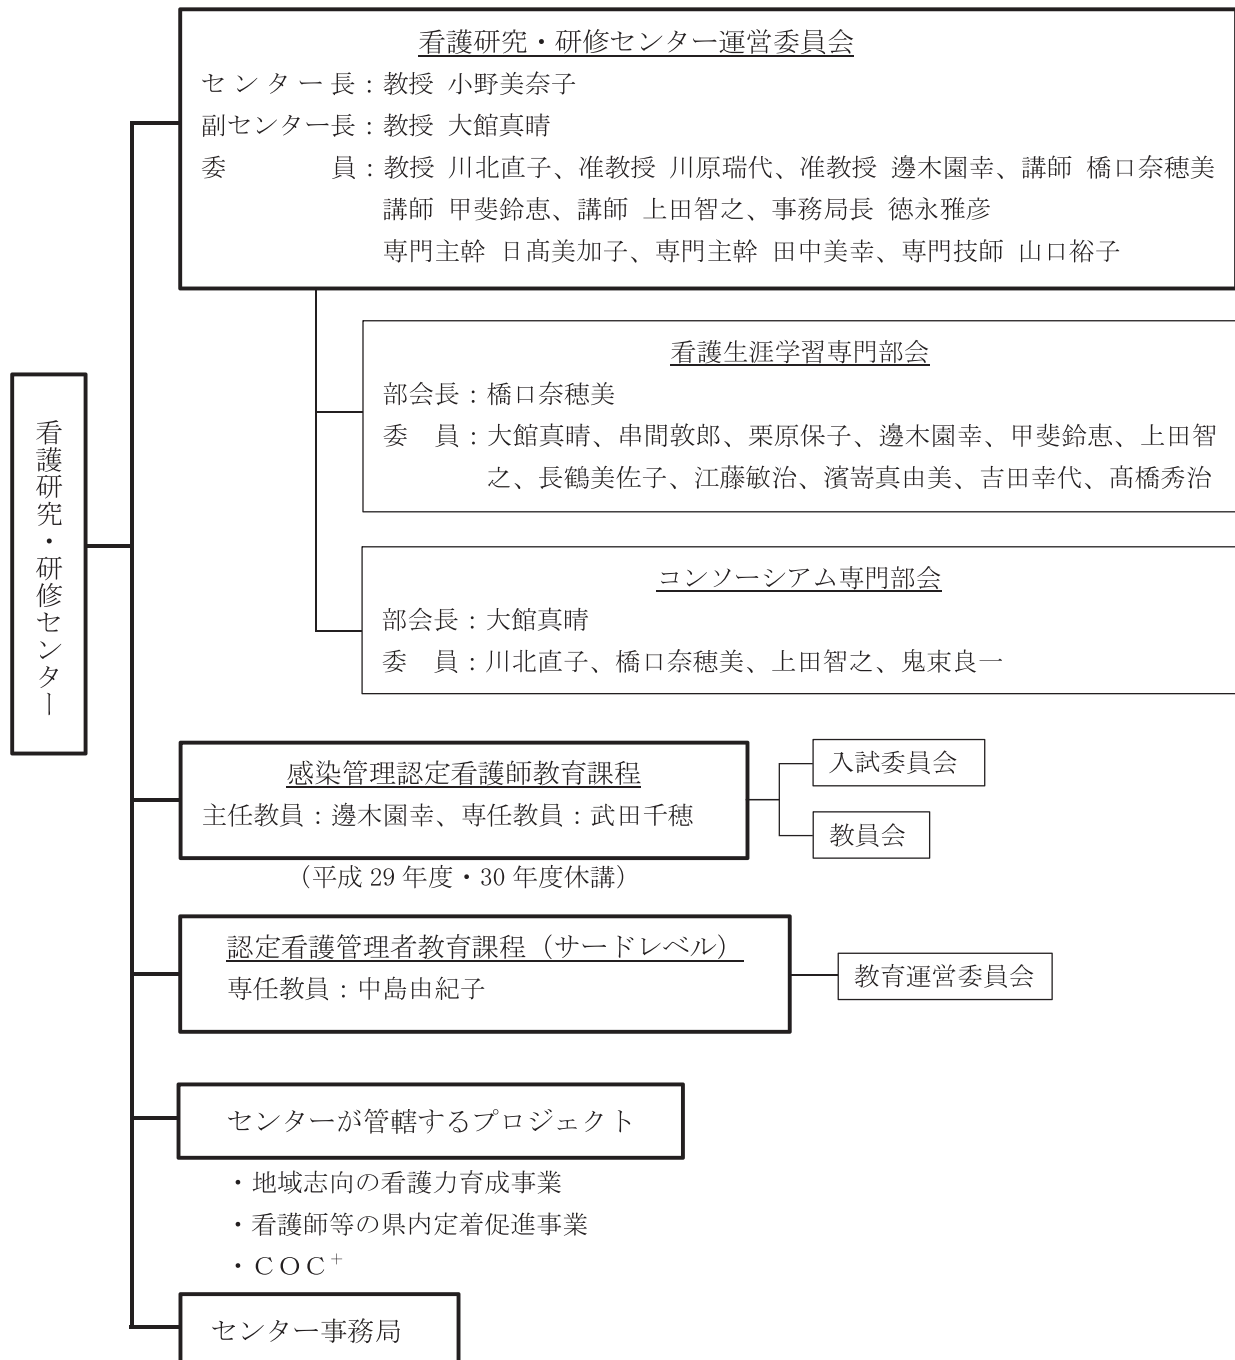 看護研究・研修センター運営委員会
センター長：教授 小野美奈子
副センター長：教授 大館真晴
委　　　員：教授 川北直子、准教授 川原瑞代、准教授 邊木園幸、講師 橋口奈穂美
講師 甲斐鈴恵、講師 上田智之、事務局長 徳永雅彦
専門主幹 日髙美加子、専門主幹 田中美幸、専門技師 山口裕子
看護生涯学習専門部会
部会長：橋口奈穂美
委　員：大館真晴、串間敦郎、栗原保子、邊木園幸、甲斐鈴恵、上田智
之、長鶴美佐子、江藤敏治、濱嵜真由美、吉田幸代、髙橋秀治
看護研究・研修センター
コンソーシアム専門部会
部会長：大館真晴
委　員：川北直子、橋口奈穂美、上田智之、鬼束良一
感染管理認定看護師教育課程
主任教員：邊木園幸、専任教員：武田千穂
（平成 29 年度・30 年度休講）
入試委員会
教員会
認定看護管理者教育課程（サードレベル）
専任教員：中島由紀子
教育運営委員会
センターが管轄するプロジェクト
・地域志向の看護力育成事業
・看護師等の県内定着促進事業
・ＣＯＣ⁺
センター事務局